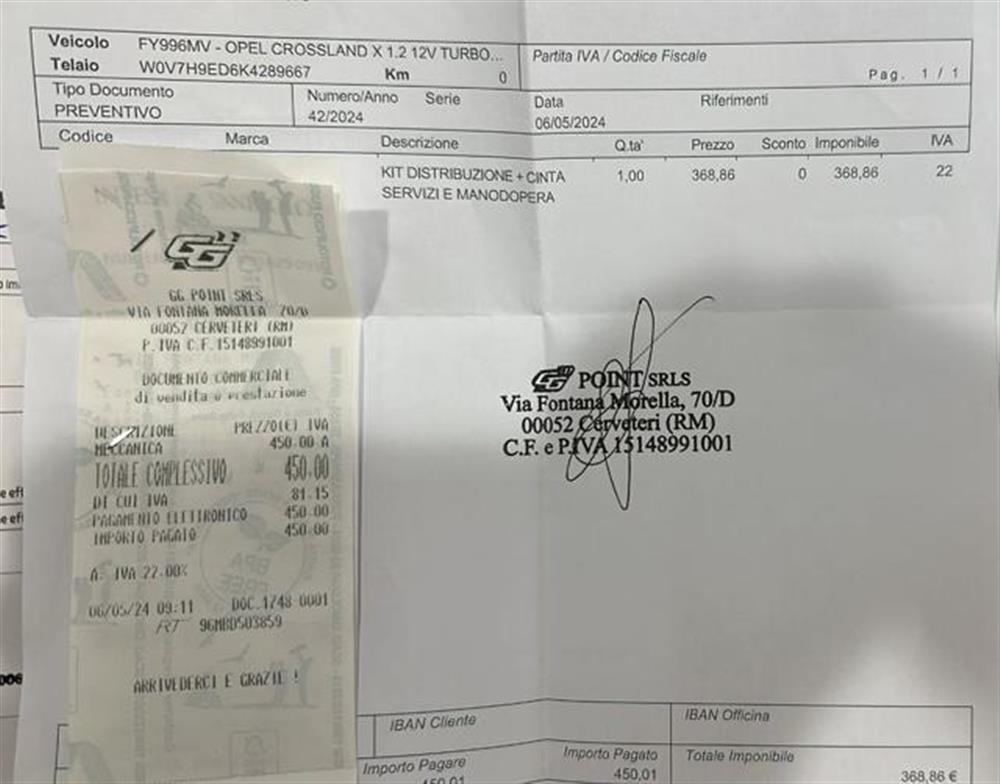 Veicolo FY996MV - OPEL CROSSLAND X 1.2 12V TURBO...
Telaio W0V7H9ED6K4289667 Km 0
Partita IVA / Codice Fiscale
Pag. 1 / 1
Tipo Documento
PREVENTIVO
Numero/Anno Serie
42/2024
Data
06/05/2024
Riferimenti
Codice Marca Descrizione Q.ta' Prezzo Sconto Imponibile IVA
KIT DISTRIBUZIONE + CINTA 1,00 368,86 0 368,86 22
SERVIZI E MANODOPERA
GG
GG POINT SRLS
VIA FONTANA MORELLA 70/D
00052 CERVETERI (RM)
P.IVA C.F.15148991001
DOCUMENTO COMMERCIALE
di vendita o prestazione
DESCRIZIONE PREZZO(E) IVA
MECCANICA 450.00 A
TOTALE COMPLESSIVO 450.00
DI CUI IVA 81.15
PAGAMENTO ELETTRONICO 450.00
IMPORTO PAGATO 450.00
A= IVA 22.00%
06/05/24 09:11 DOC.1748-0001
RT 96MBD503859
ARRIVEDERCI E GRAZIE !
GG POINT SRLS
Via Fontana Morella, 70/D
00052 Cerveteri (RM)
C.F. e P.IVA 15148991001
IBAN Cliente
IBAN Officina
Importo Pagare
450,01
Importo Pagato
450,01
Totale Imponibile
368,86 €